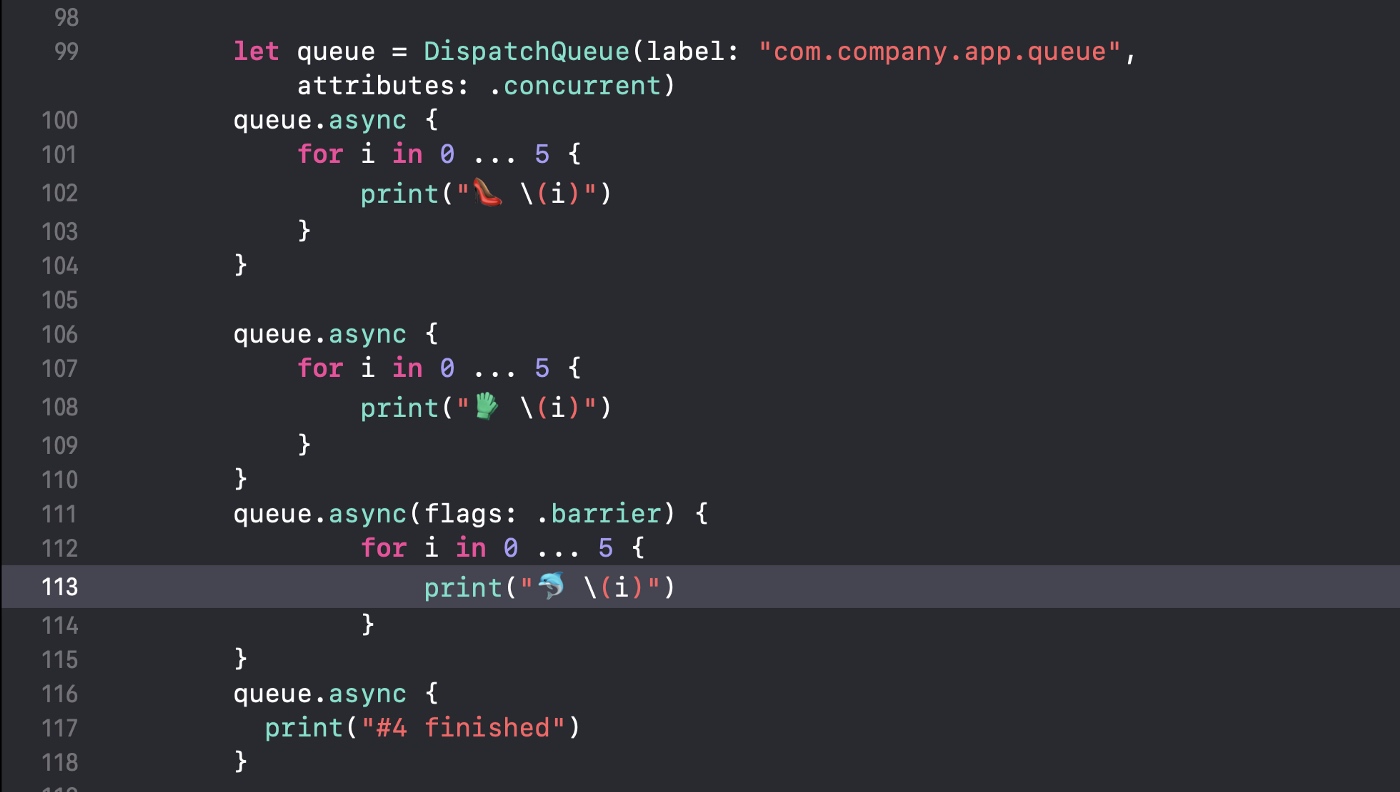 98
99 let queue = DispatchQueue(label: "com.company.app.queue",
attributes: .concurrent)
100 queue.async {
101 for i in 0 ... 5 {
102 print("👠 \(i)")
103 }
104 }
105
106 queue.async {
107 for i in 0 ... 5 {
108 print("🧤 \(i)")
109 }
110 }
111 queue.async(flags: .barrier) {
112 for i in 0 ... 5 {
113 print("🐬 \(i)")
114 }
115 }
116 queue.async {
117 print("#4 finished")
118 }